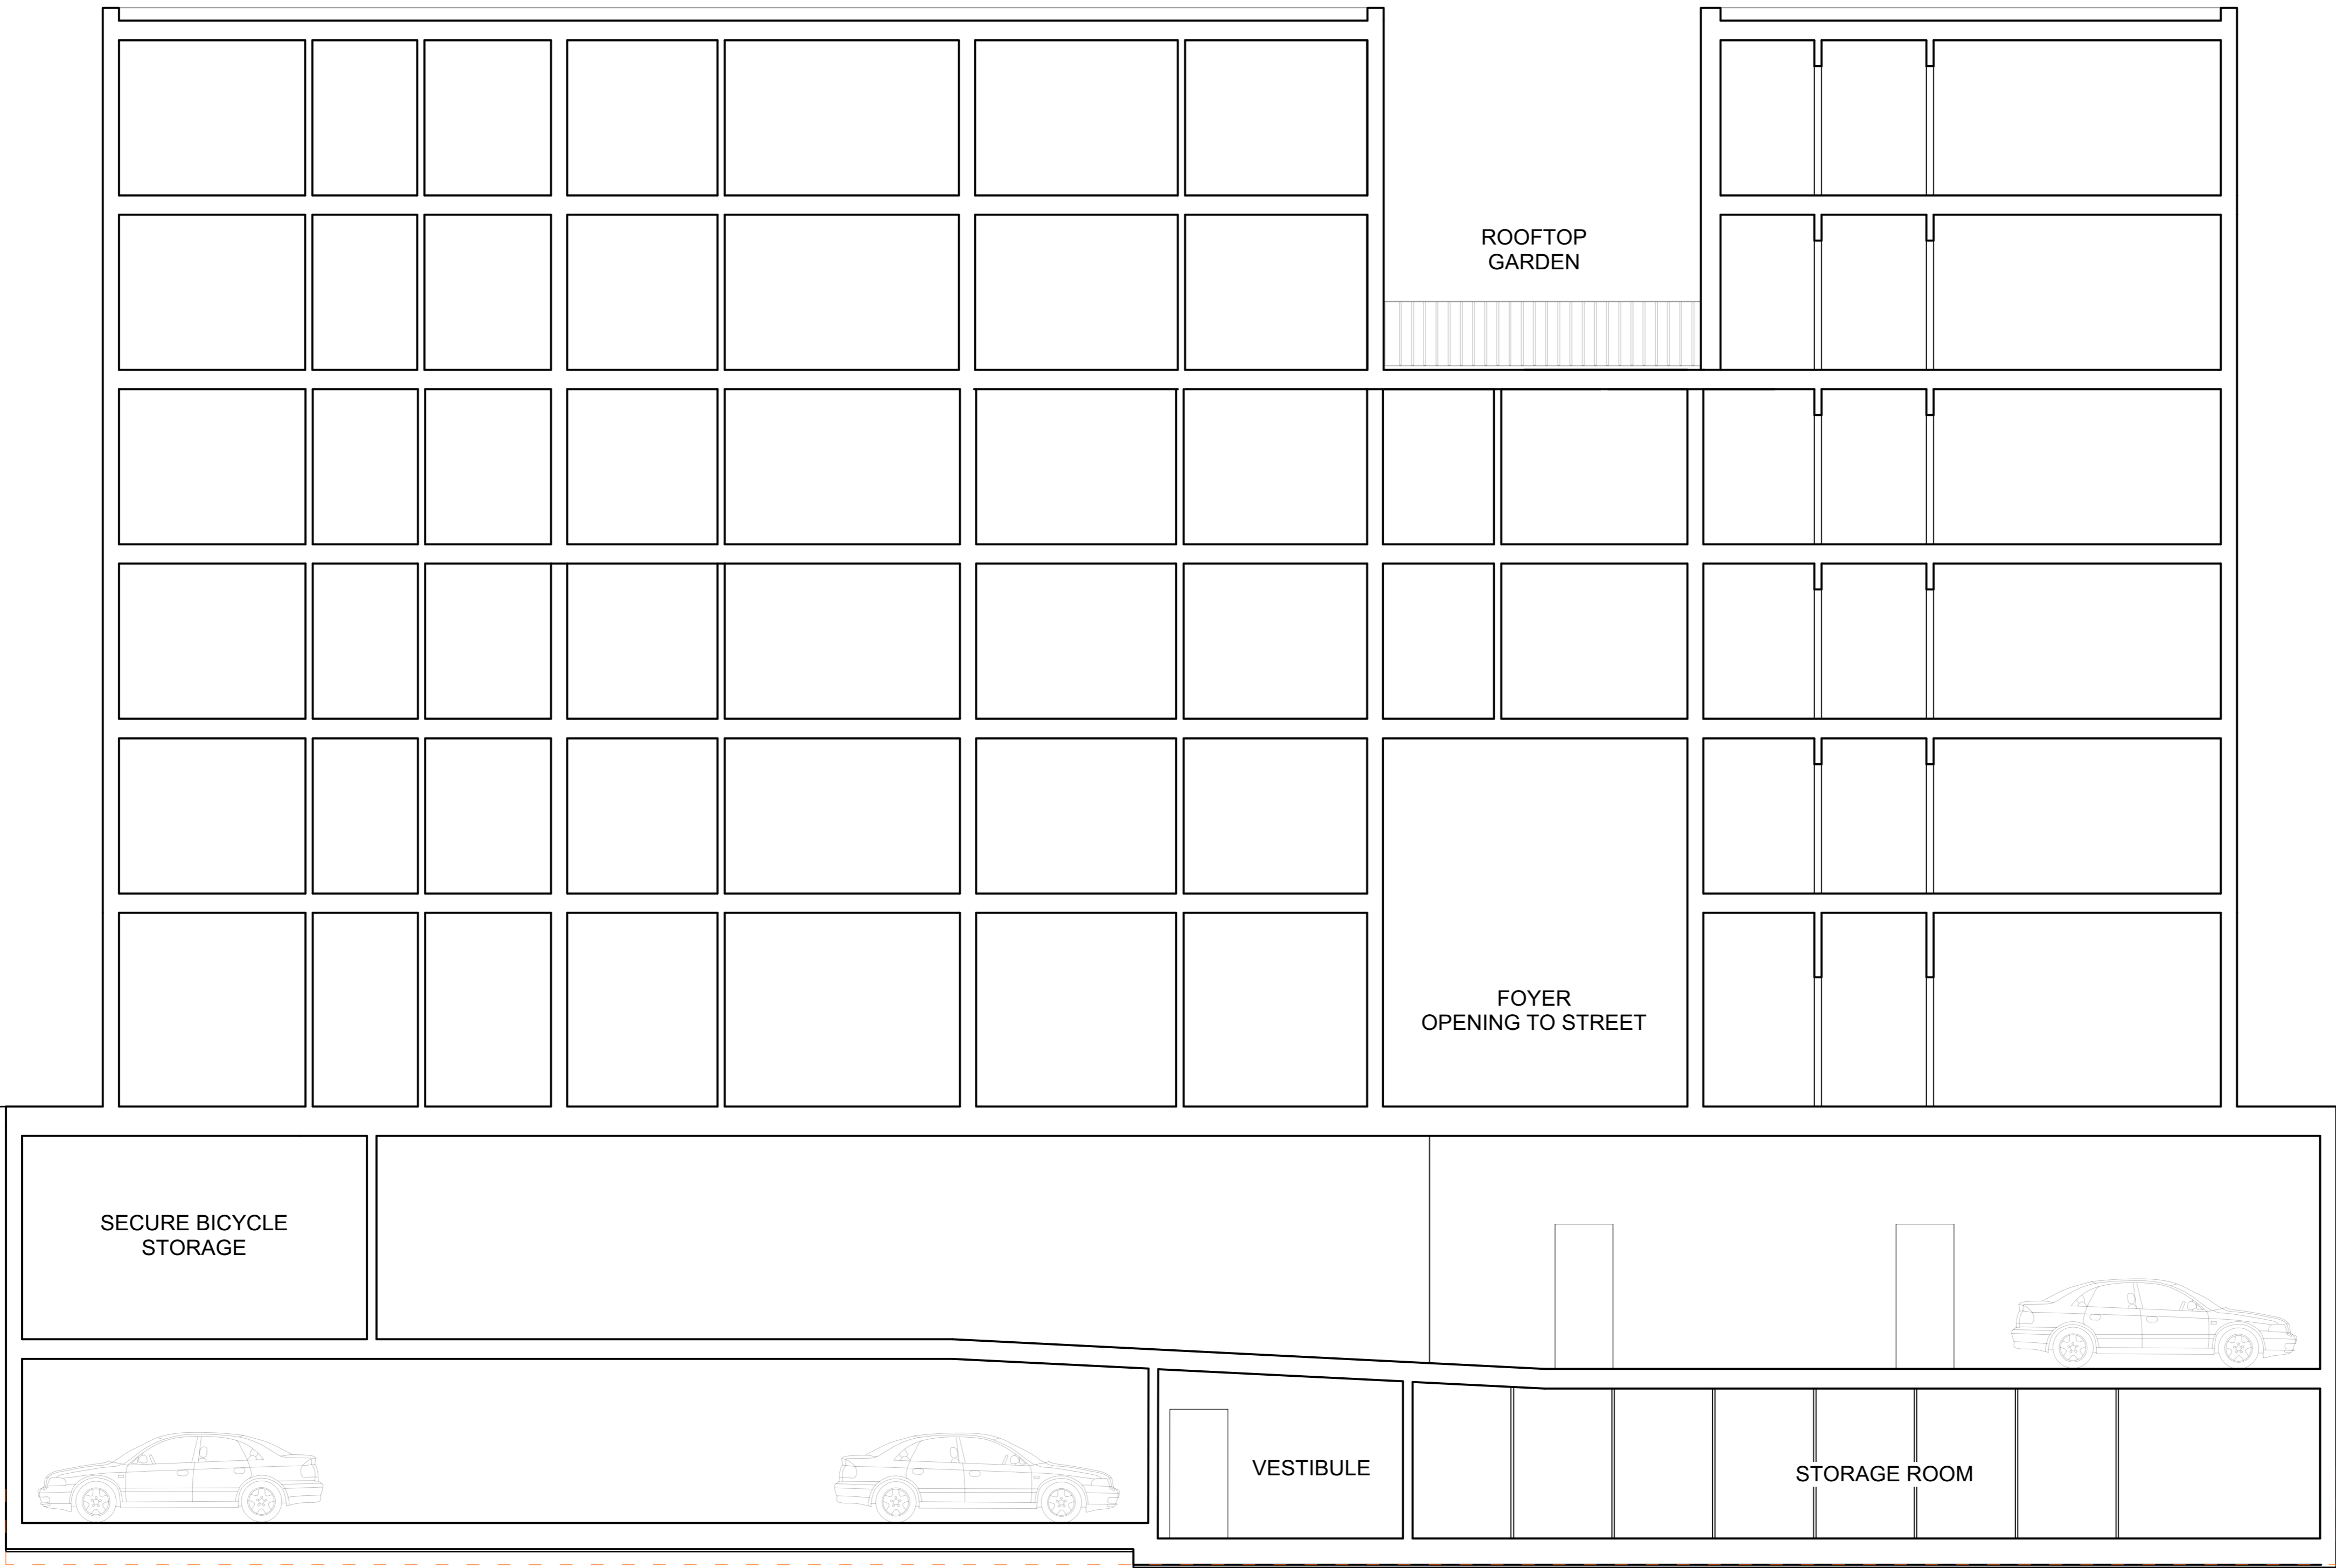 ROOFTOP
GARDEN
FOYER
OPENING TO STREET
SECURE BICYCLE
STORAGE
VESTIBULE
STORAGE ROOM